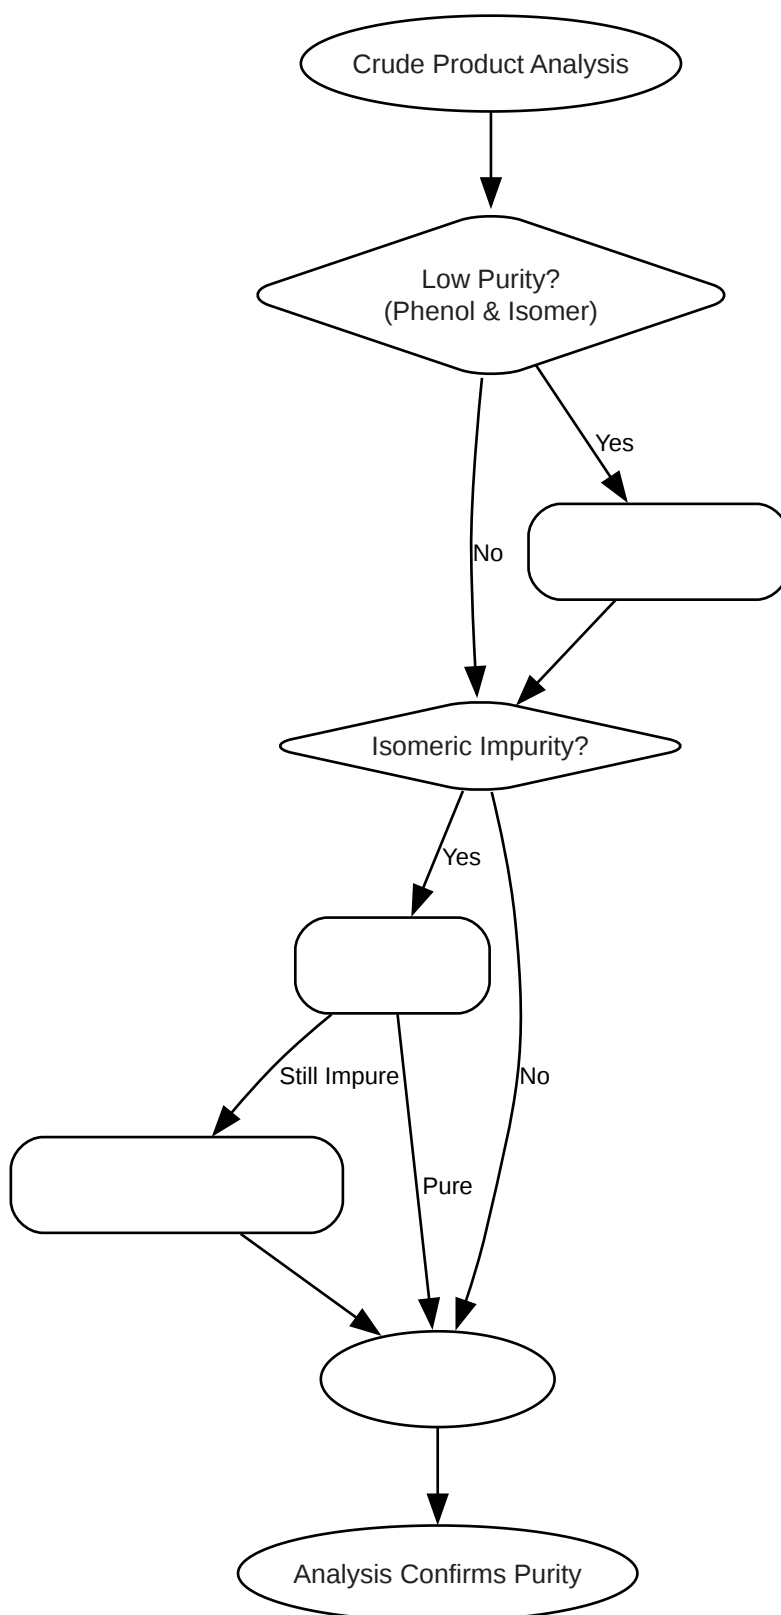 Crude Product Analysis
Low Purity?
(Phenol & Isomer)
Yes
No
Isomeric Impurity?
Yes
Still Impure
No
Pure
Analysis Confirms Purity